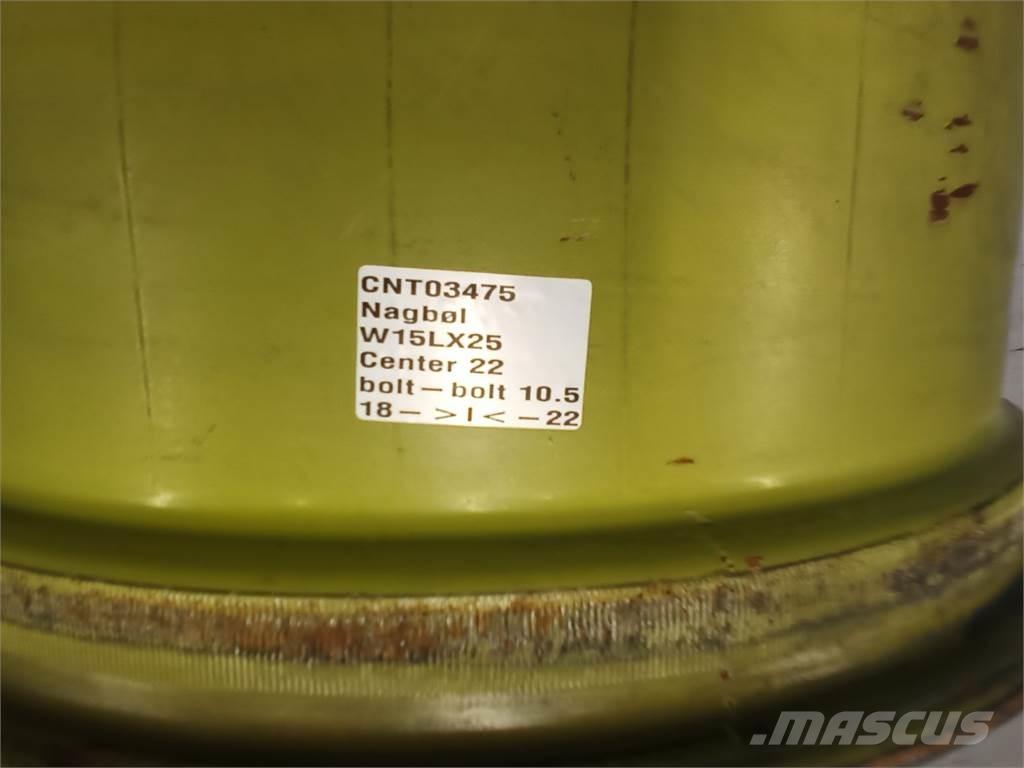 CNT03475
Nagbøl
W15LX25
Center 22
bolt-bolt 10.5
18->|<-22
MASCUS